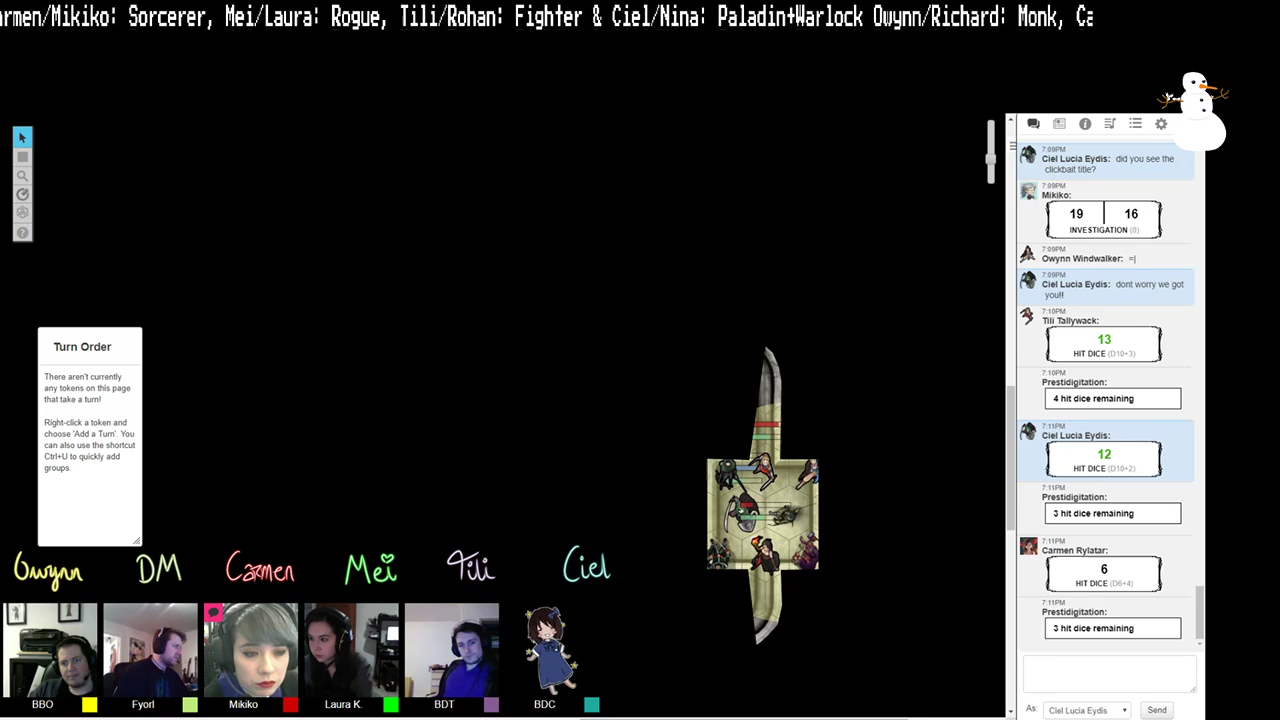 armen/Mikiko: Sorcerer, Mei/Laura: Rogue, Tili/Rohan: Fighter & Ciel/Nina: Paladin+Warlock Owynn/Richard: Monk, Ca
7:09PM
Ciel Lucia Eydis: did you see the
clickbait title?
7:09PM
Mikiko:
19 16
INVESTIGATION (0)
7:09PM
Owynn Windwalker: =|
7:09PM
Ciel Lucia Eydis: dont worry we got
you!!
7:10PM
Tili Tallywack:
13
HIT DICE (D10+3)
7:10PM
Prestidigitation:
4 hit dice remaining
7:11PM
Ciel Lucia Eydis:
12
HIT DICE (D10+2)
7:11PM
Prestidigitation:
3 hit dice remaining
7:11PM
Carmen Rylatar:
6
HIT DICE (D6+4)
7:11PM
Prestidigitation:
3 hit dice remaining
As: Ciel Lucia Eydis Send
Turn Order
There aren't currently
any tokens on this page
that take a turn!
Right-click a token and
choose 'Add a Turn'. You
can also use the shortcut
Ctrl+U to quickly add
groups.
Owynn DM Carmen Mei Tili Ciel
BBO Fyorl Mikiko Laura K. BDT BDC